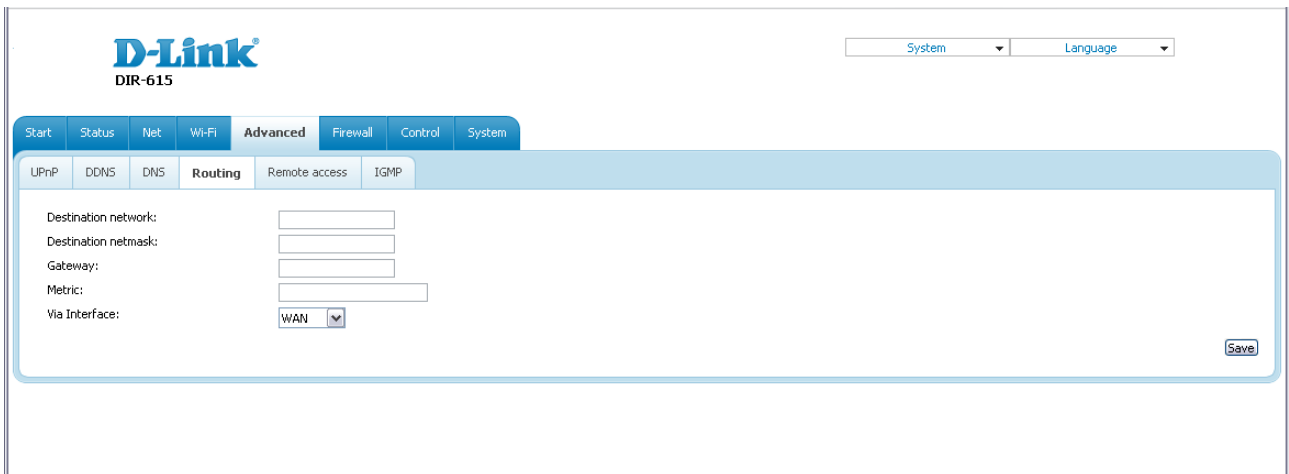 D-Link®
DIR-615
System Language
Start Status Net Wi-Fi Advanced Firewall Control System
UPnP DDNS DNS Routing Remote access IGMP
Destination network:
Destination netmask:
Gateway:
Metric:
Via Interface: WAN
Save